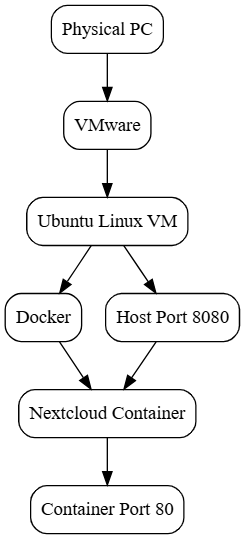 Physical PC
VMware
Ubuntu Linux VM
Docker
Host Port 8080
Nextcloud Container
Container Port 80